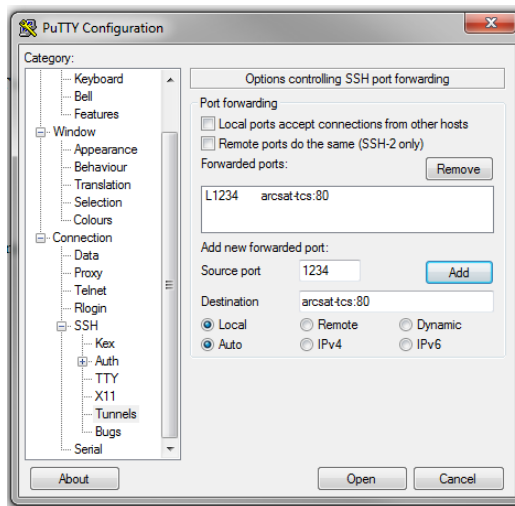 PuTTY Configuration
Category:
Keyboard
Bell
Features
Window
Appearance
Behaviour
Translation
Selection
Colours
Connection
Data
Proxy
Telnet
Rlogin
SSH
Kex
Auth
TTY
X11
Tunnels
Bugs
Serial
Options controlling SSH port forwarding
Port forwarding
Local ports accept connections from other hosts
Remote ports do the same (SSH-2 only)
Forwarded ports: Remove
L1234 arcsat-tcs:80
Add new forwarded port:
Source port 1234 Add
Destination arcsat-tcs:80
Local Remote Dynamic
Auto IPv4 IPv6
About Open Cancel